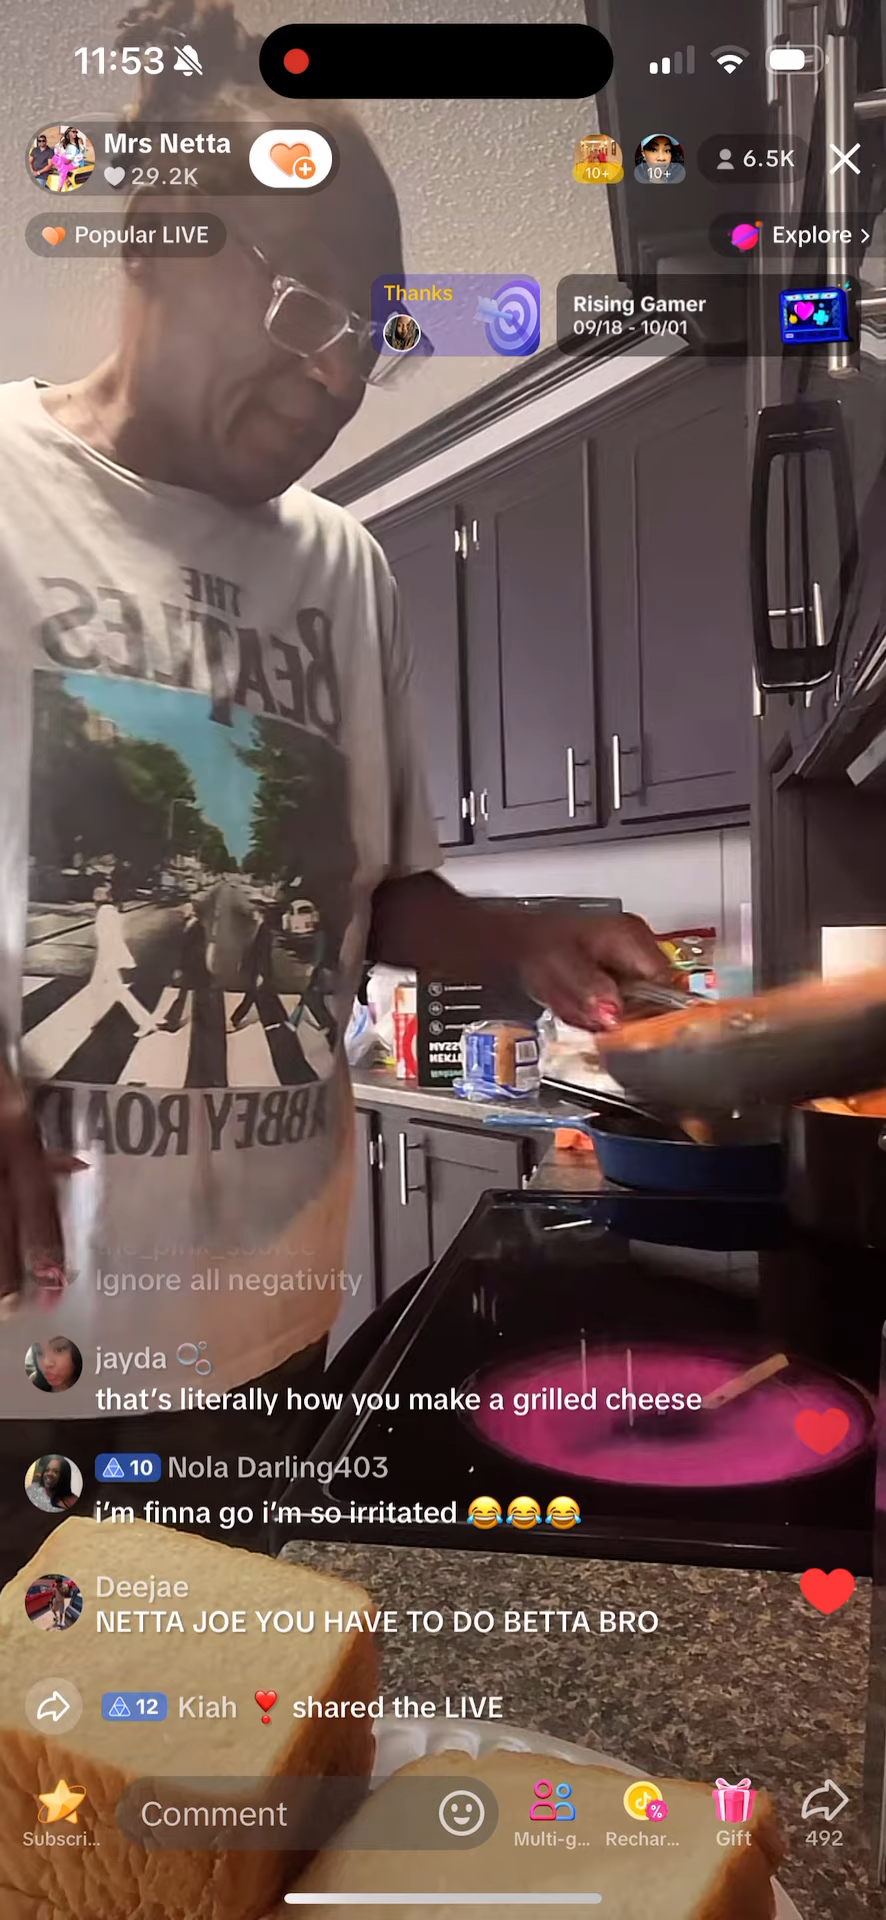 11:53
Mrs Netta
29.2K
10+
10+
6.5K
Popular LIVE
Explore >
Thanks
Rising Gamer
09/18 - 10/01
THE
BEATLES
ABBEY ROAD
Ignore all negativity
jayda 🫧
that's literally how you make a grilled cheese
10 Nola Darling403
i'm finna go i'm so irritated 😂😂😂
Deejae
NETTA JOE YOU HAVE TO DO BETTA BRO
12 Kiah ❣️ shared the LIVE
Subscri...
Comment
Multi-g...
Rechar...
Gift
492